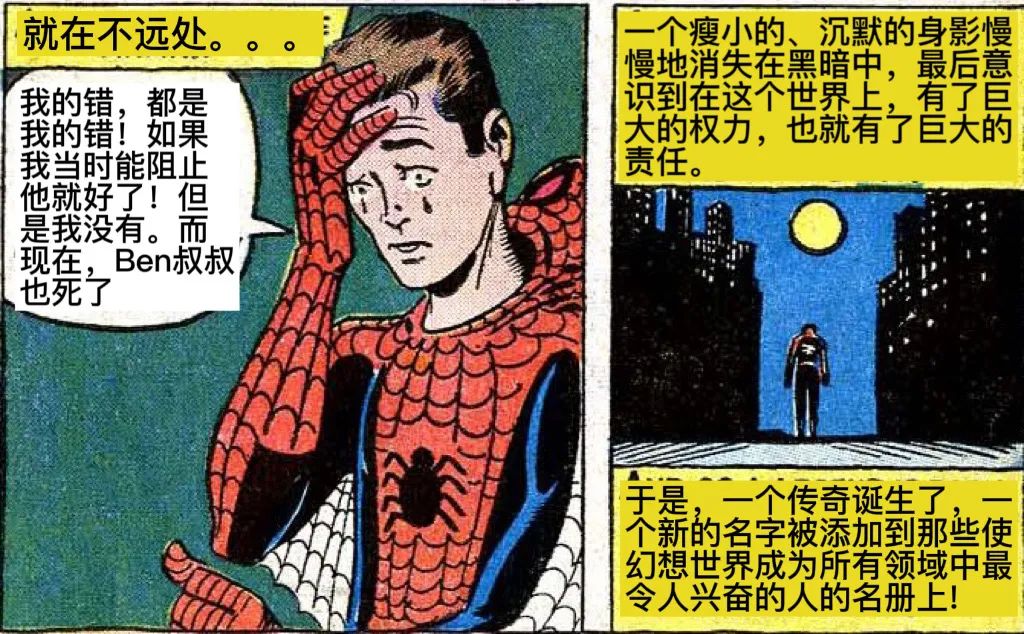 就在不远处。。。
我的错，都是
我的错！如果
我当时能阻止
他就好了！但
是我没有。而
现在，Ben叔叔
也死了
一个瘦小的、沉默的身影慢
慢地消失在黑暗中，最后意
识到在这个世界上，有了巨
大的权力，也就有了巨大的
责任。
于是，一个传奇诞生了，一
个新的名字被添加到那些使
幻想世界成为所有领域中最
令人兴奋的人的名册上!